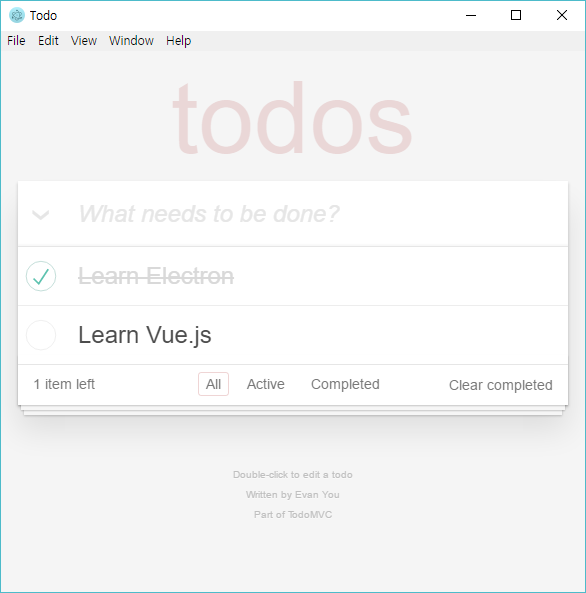 Todo
File Edit View Window Help
todos
What needs to be done?
Learn Electron
Learn Vue.js
1 item left All Active Completed Clear completed
Double-click to edit a todo
Written by Evan You
Part of TodoMVC